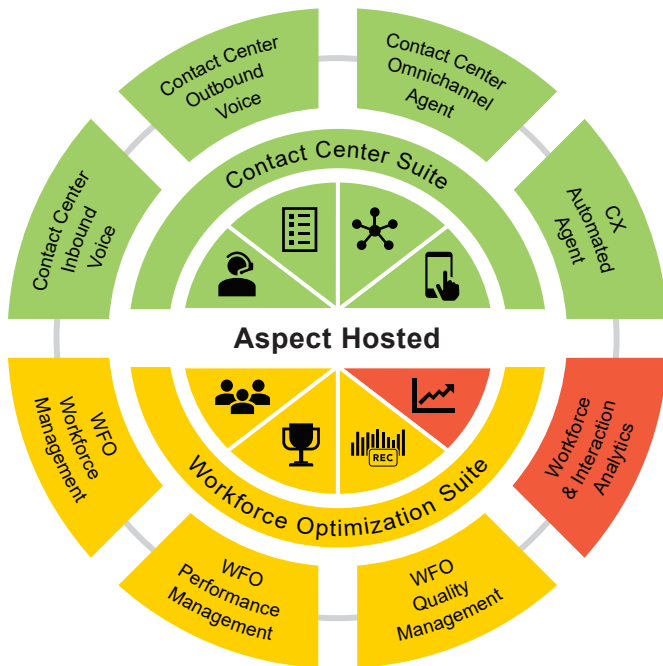 Contact Center
Outbound
Voice
Contact Center
Omnichannel
Agent
Contact Center
Inbound
Voice
CX
Automated
Agent
Contact Center Suite
Aspect Hosted
WFO
Workforce
Management
Workforce
& Interaction
Analytics
REC
Workforce Optimization Suite
WFO
Performance
Management
WFO
Quality
Management